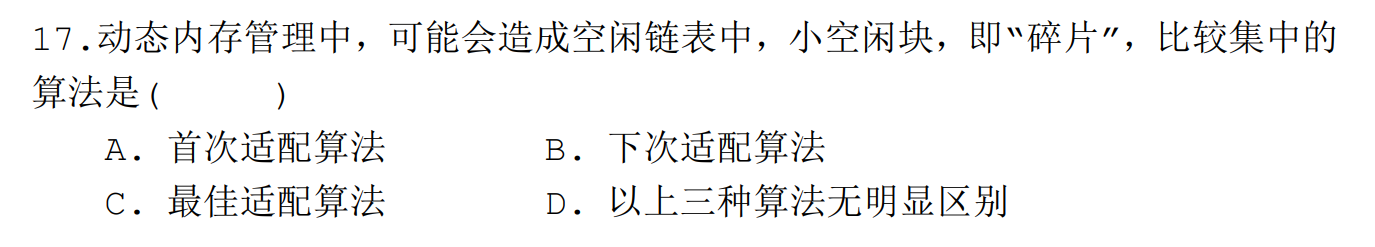 17.动态内存管理中，可能会造成空闲链表中，小空闲块，即“碎片”，比较集中的
算法是(      )
A. 首次适配算法        B. 下次适配算法
C. 最佳适配算法        D. 以上三种算法无明显区别